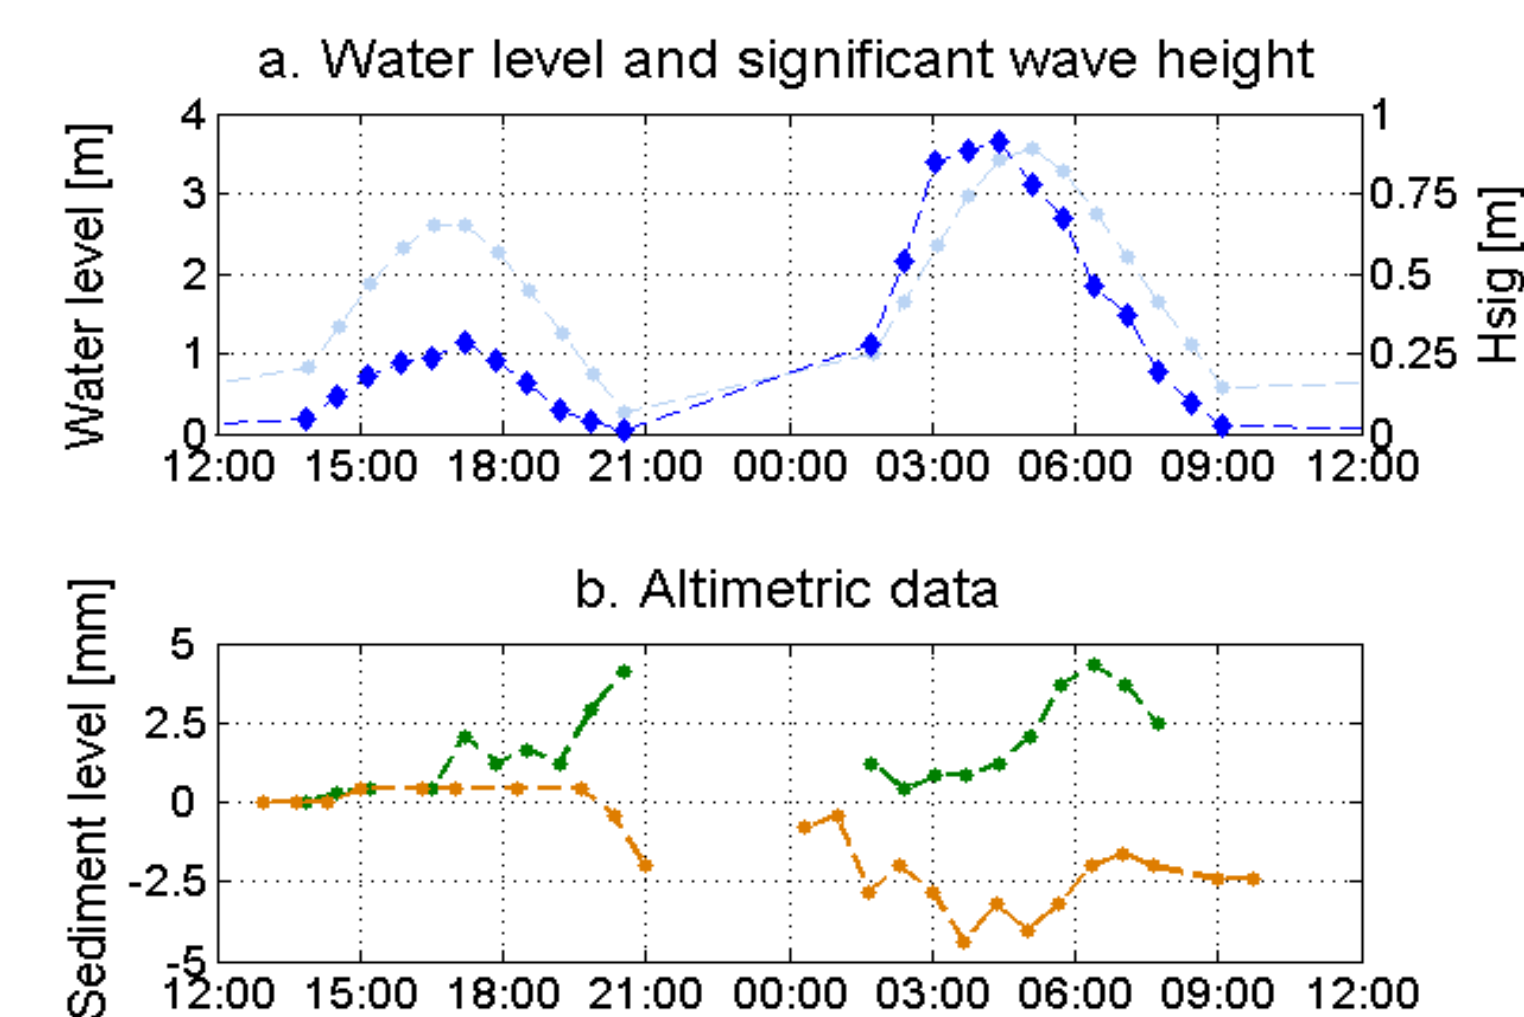 a. Water level and significant wave height
Water level [m]
4
3
2
1
0
1
0.75
0.5
0.25
0
Hsig [m]
12:00 15:00 18:00 21:00 00:00 03:00 06:00 09:00 12:00
b. Altimetric data
Sediment level [mm]
5
2.5
0
-2.5
-5
12:00 15:00 18:00 21:00 00:00 03:00 06:00 09:00 12:00